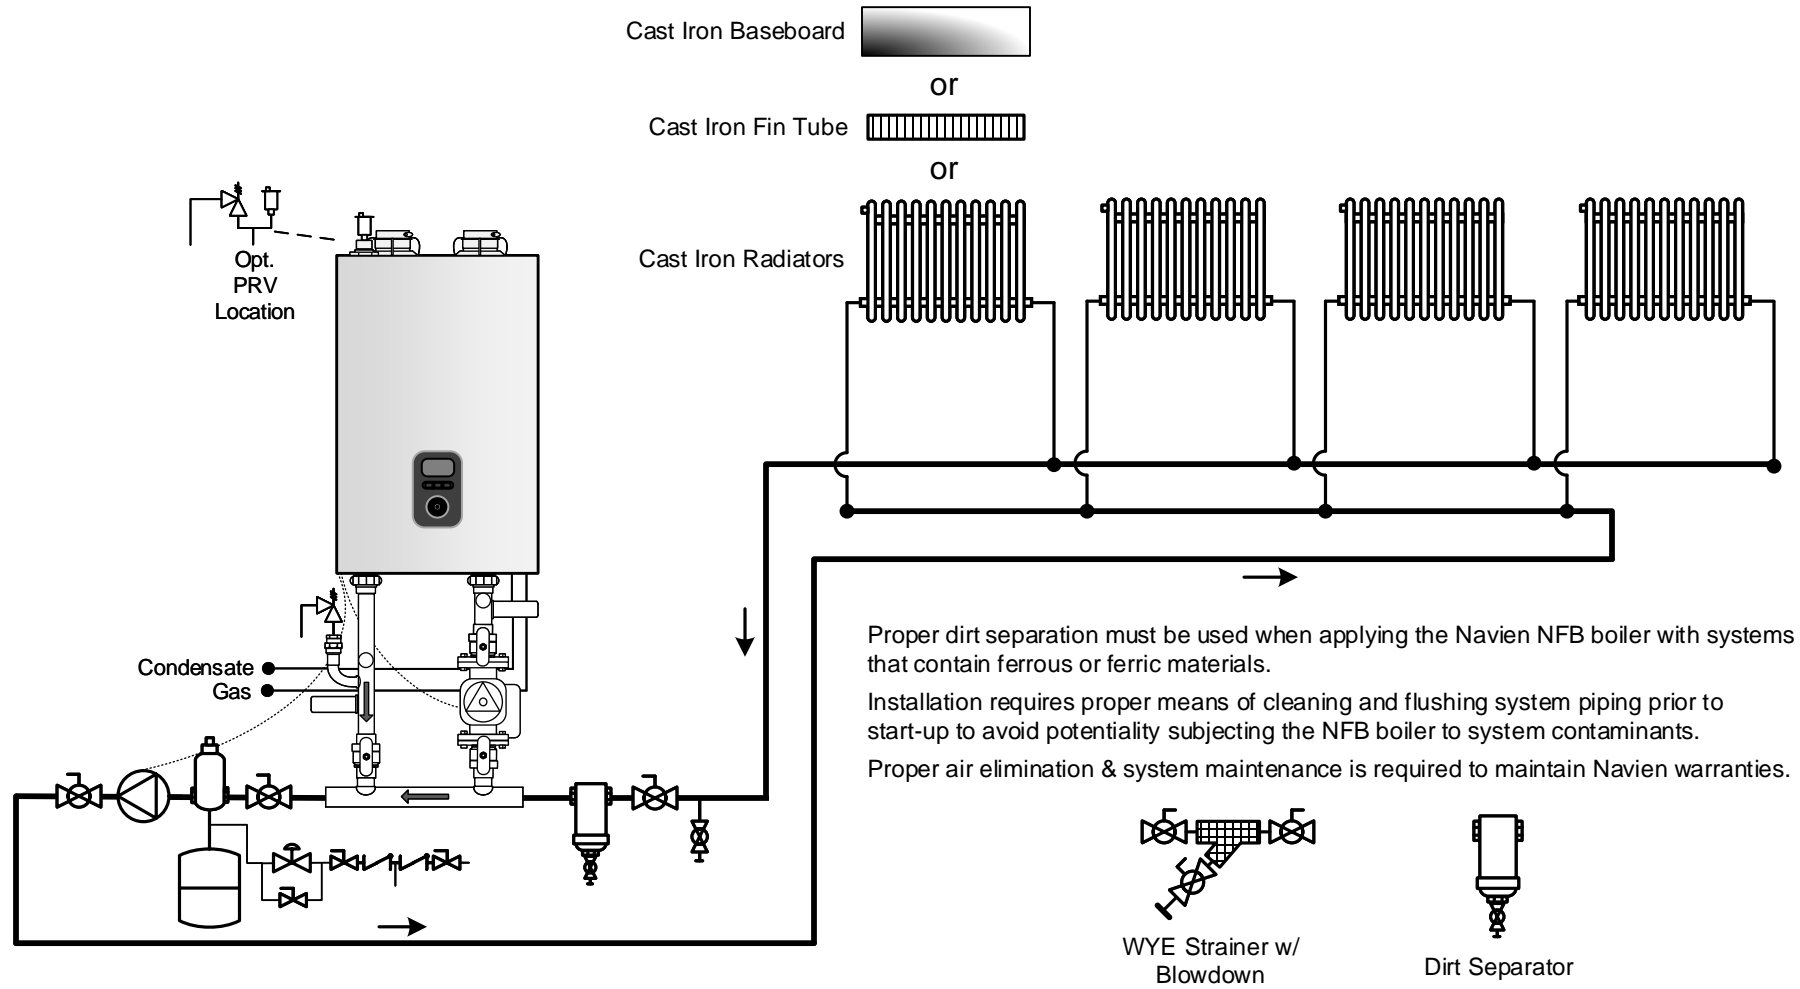 Cast Iron Baseboard
or
Cast Iron Fin Tube
or
Cast Iron Radiators
Opt.
PRV
Location
Condensate
Gas
Proper dirt separation must be used when applying the Navien NFB boiler with systems
that contain ferrous or ferric materials.
Installation requires proper means of cleaning and flushing system piping prior to
start-up to avoid potentiality subjecting the NFB boiler to system contaminants.
Proper air elimination & system maintenance is required to maintain Navien warranties.
WYE Strainer w/
Blowdown
Dirt Separator